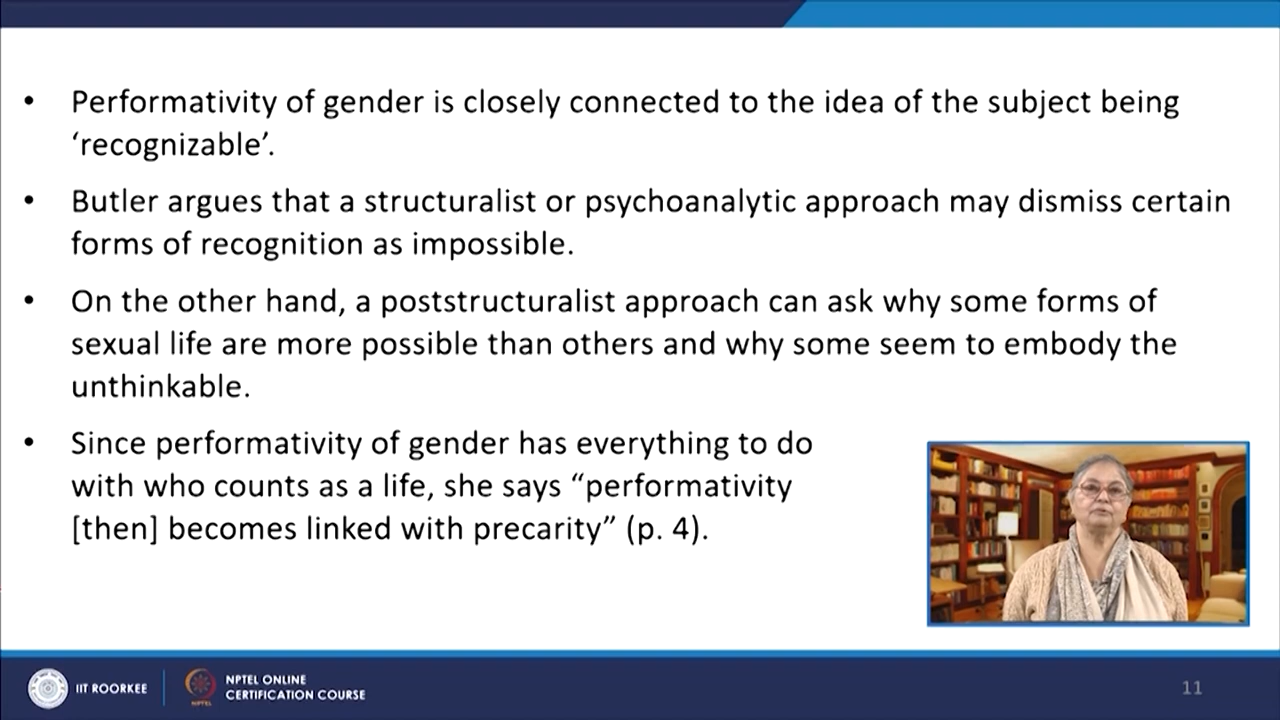 • Performativity of gender is closely connected to the idea of the subject being
‘recognizable’.
• Butler argues that a structuralist or psychoanalytic approach may dismiss certain
forms of recognition as impossible.
• On the other hand, a poststructuralist approach can ask why some forms of
sexual life are more possible than others and why some seem to embody the
unthinkable.
• Since performativity of gender has everything to do
with who counts as a life, she says “performativity
[then] becomes linked with precarity” (p. 4).
IIT ROORKEE
NPTEL ONLINE
CERTIFICATION COURSE
NPTEL
11